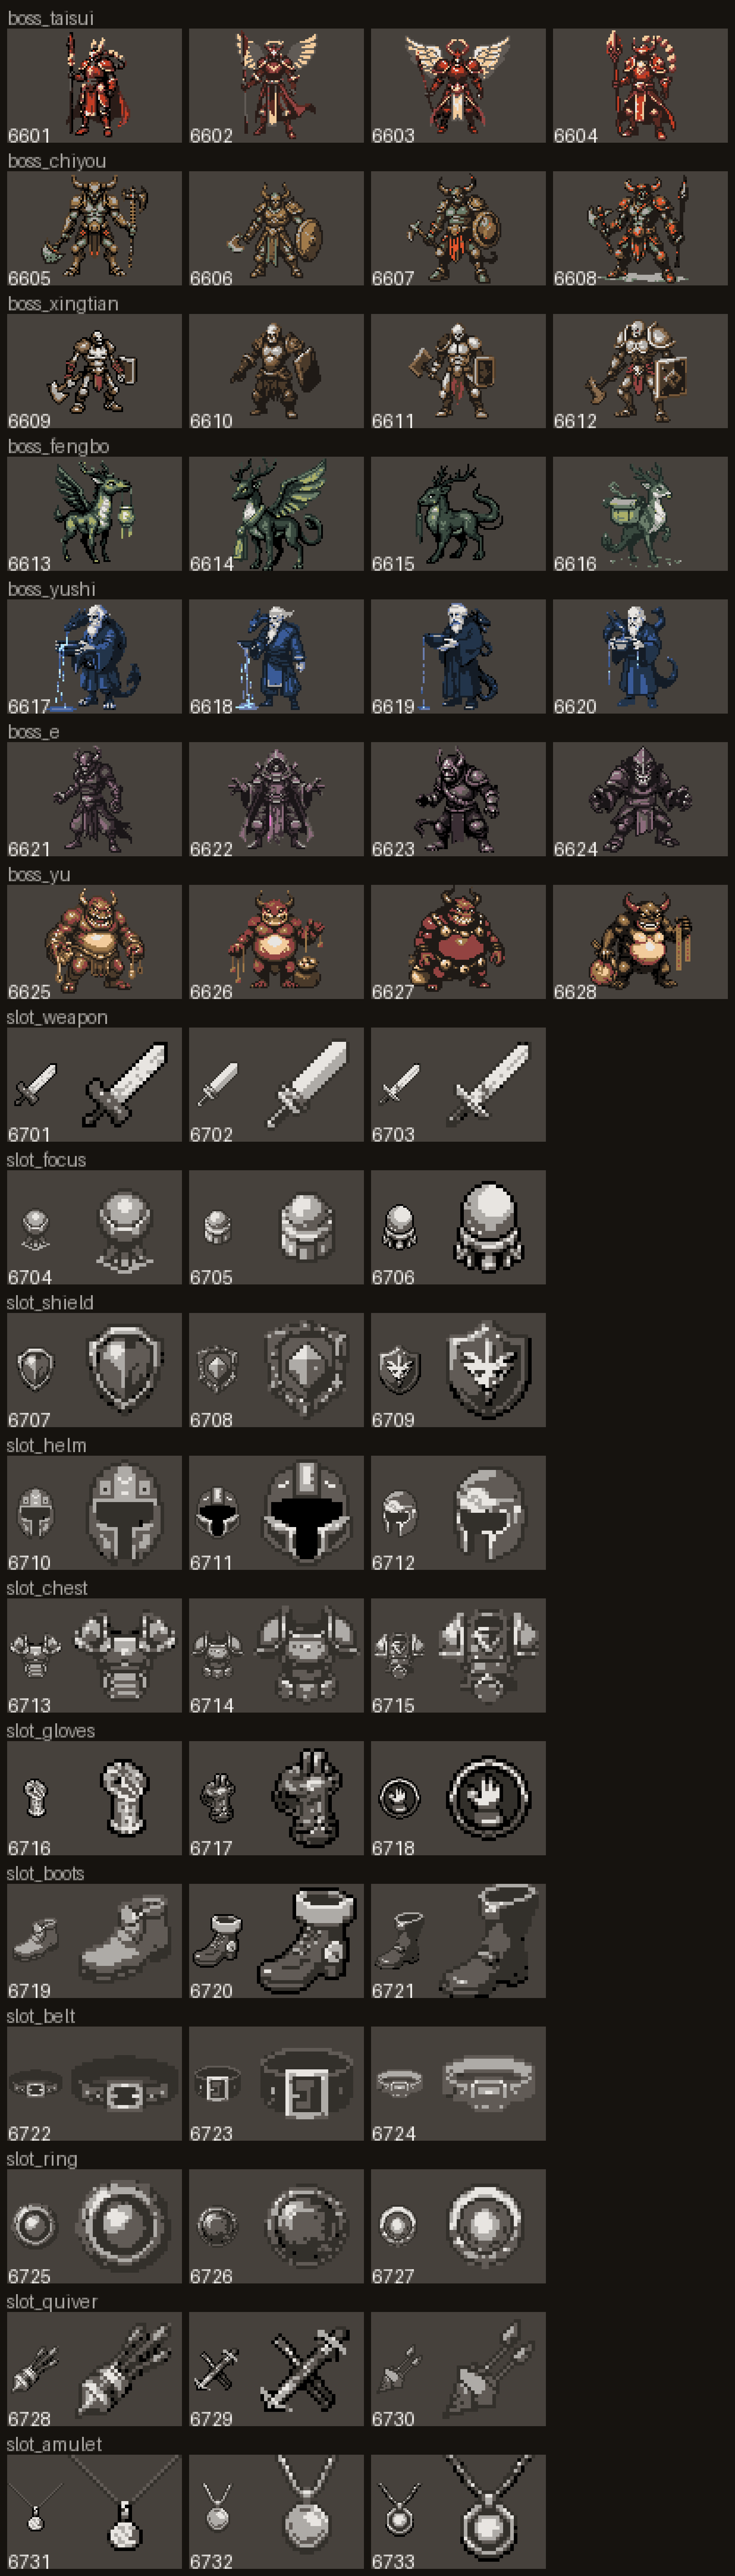 boss_taisui
6601 6602 6603 6604
boss_chiyou
6605 6606 6607 6608
boss_xingtian
6609 6610 6611 6612
boss_fengbo
6613 6614 6615 6616
boss_yushi
6617 6618 6619 6620
boss_e
6621 6622 6623 6624
boss_yu
6625 6626 6627 6628
slot_weapon
6701 6702 6703
slot_focus
6704 6705 6706
slot_shield
6707 6708 6709
slot_helm
6710 6711 6712
slot_chest
6713 6714 6715
slot_gloves
6716 6717 6718
slot_boots
6719 6720 6721
slot_belt
6722 6723 6724
slot_ring
6725 6726 6727
slot_quiver
6728 6729 6730
slot_amulet
6731 6732 6733